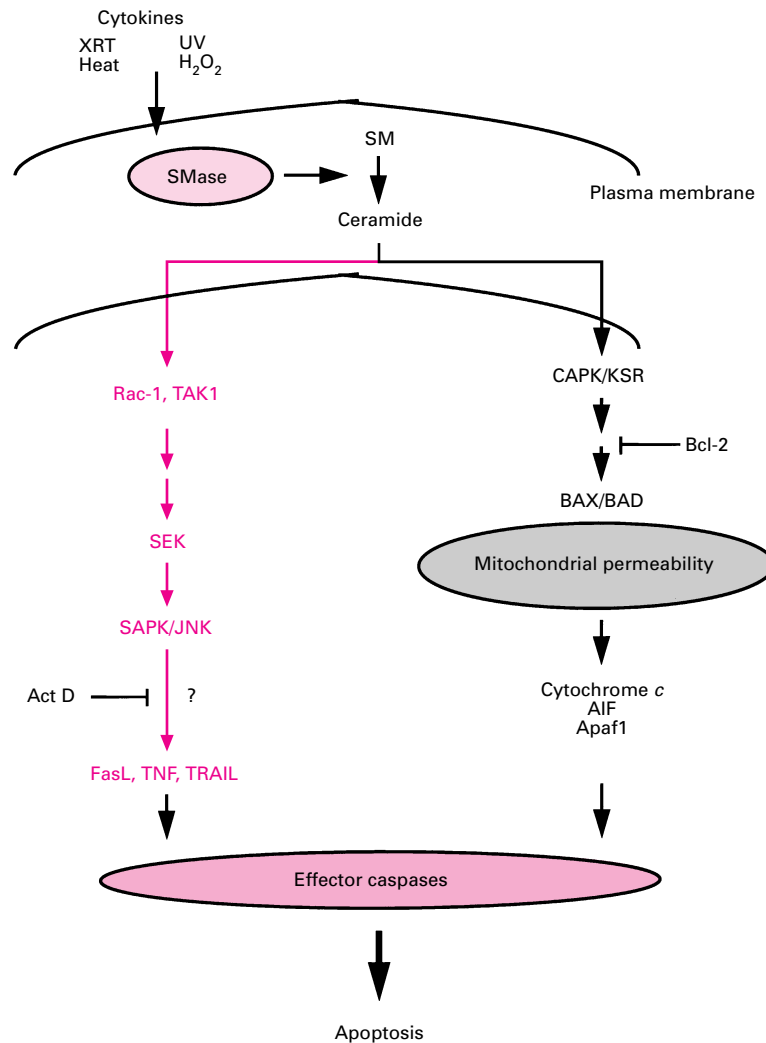 Cytokines
XRT
Heat
UV
H₂O₂
SM
SMase
Plasma membrane
Ceramide
Rac-1, TAK1
CAPK/KSR
Bcl-2
BAX/BAD
SEK
Mitochondrial permeability
SAPK/JNK
Act D
?
Cytochrome c
AIF
Apaf1
FasL, TNF, TRAIL
Effector caspases
Apoptosis